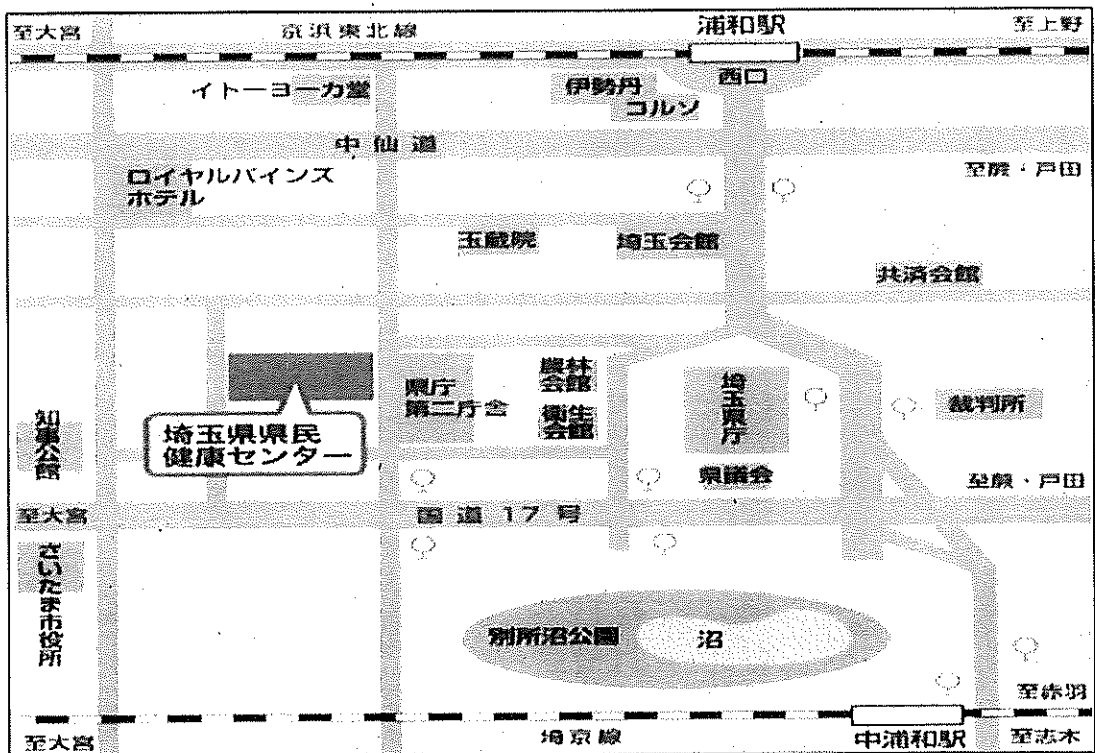 至大宮
京浜東北線
浦和駅
至上野
西口
イトーヨーカ堂
伊勢丹
コルソ
中仙道
ロイヤルパインズ
ホテル
至蕨・戸田
玉蔵院
埼玉会館
共済会館
県庁
第二庁舎
農林
会館
衛生
会館
埼玉県庁
裁判所
知事公館
埼玉県県民
健康センター
県議会
至蕨・戸田
至大宮
国道17号
さいたま市役所
別所沼公園
沼
至赤羽
至大宮
埼京線
中浦和駅
至志木